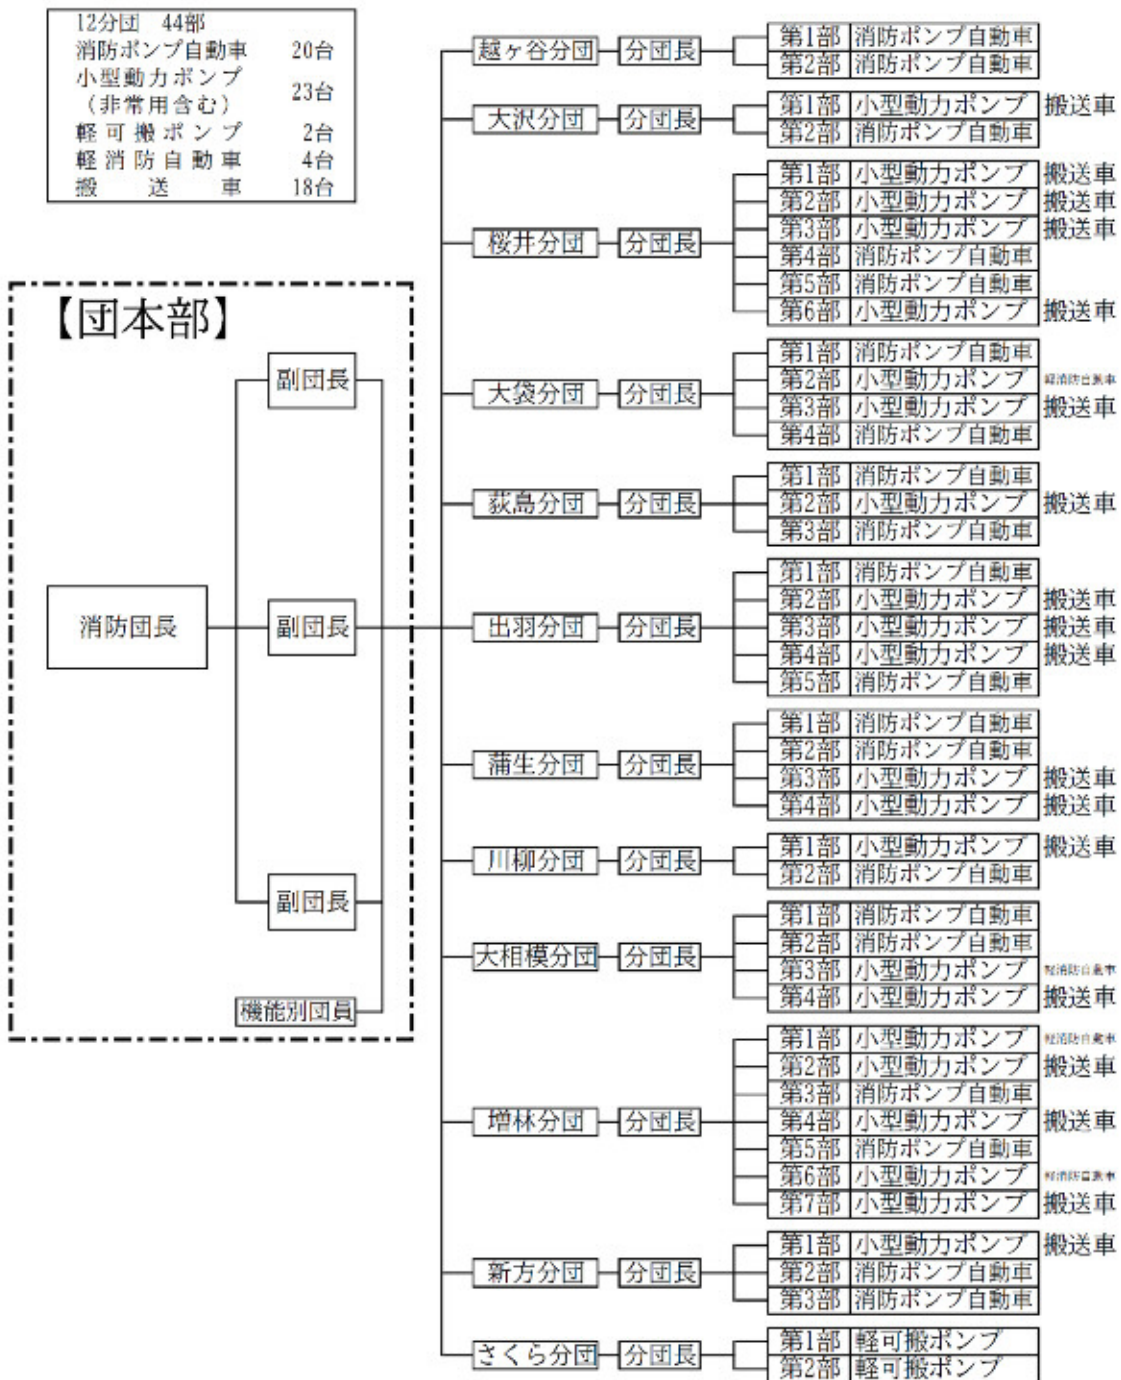 12分団 44部
消防ポンプ自動車 20台
小型動力ポンプ
（非常用含む） 23台
軽可搬ポンプ 2台
軽消防自動車 4台
搬送車 18台
【団本部】
消防団長
副団長
副団長
副団長
機能別団員
越ヶ谷分団 分団長
第1部 消防ポンプ自動車
第2部 消防ポンプ自動車
大沢分団 分団長
第1部 小型動力ポンプ 搬送車
第2部 消防ポンプ自動車
桜井分団 分団長
第1部 小型動力ポンプ 搬送車
第2部 小型動力ポンプ 搬送車
第3部 小型動力ポンプ 搬送車
第4部 消防ポンプ自動車
第5部 消防ポンプ自動車
第6部 小型動力ポンプ 搬送車
大袋分団 分団長
第1部 消防ポンプ自動車
第2部 小型動力ポンプ 軽消防自動車
第3部 小型動力ポンプ 搬送車
第4部 消防ポンプ自動車
荻島分団 分団長
第1部 消防ポンプ自動車
第2部 小型動力ポンプ 搬送車
第3部 消防ポンプ自動車
出羽分団 分団長
第1部 消防ポンプ自動車
第2部 小型動力ポンプ 搬送車
第3部 小型動力ポンプ 搬送車
第4部 小型動力ポンプ 搬送車
第5部 消防ポンプ自動車
蒲生分団 分団長
第1部 消防ポンプ自動車
第2部 消防ポンプ自動車
第3部 小型動力ポンプ 搬送車
第4部 小型動力ポンプ 搬送車
川柳分団 分団長
第1部 小型動力ポンプ 搬送車
第2部 消防ポンプ自動車
大相模分団 分団長
第1部 消防ポンプ自動車
第2部 消防ポンプ自動車
第3部 小型動力ポンプ 軽消防自動車
第4部 小型動力ポンプ 搬送車
増林分団 分団長
第1部 小型動力ポンプ 軽消防自動車
第2部 小型動力ポンプ 搬送車
第3部 消防ポンプ自動車
第4部 小型動力ポンプ 搬送車
第5部 消防ポンプ自動車
第6部 小型動力ポンプ 軽消防自動車
第7部 小型動力ポンプ 搬送車
新方分団 分団長
第1部 小型動力ポンプ 搬送車
第2部 消防ポンプ自動車
第3部 消防ポンプ自動車
さくら分団 分団長
第1部 軽可搬ポンプ
第2部 軽可搬ポンプ